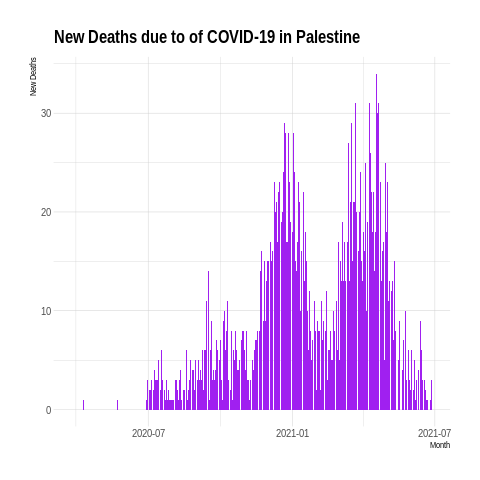 New Deaths due to of COVID-19 in Palestine
New Deaths
30
20
10
0
2020-07
2021-01
2021-07
Month